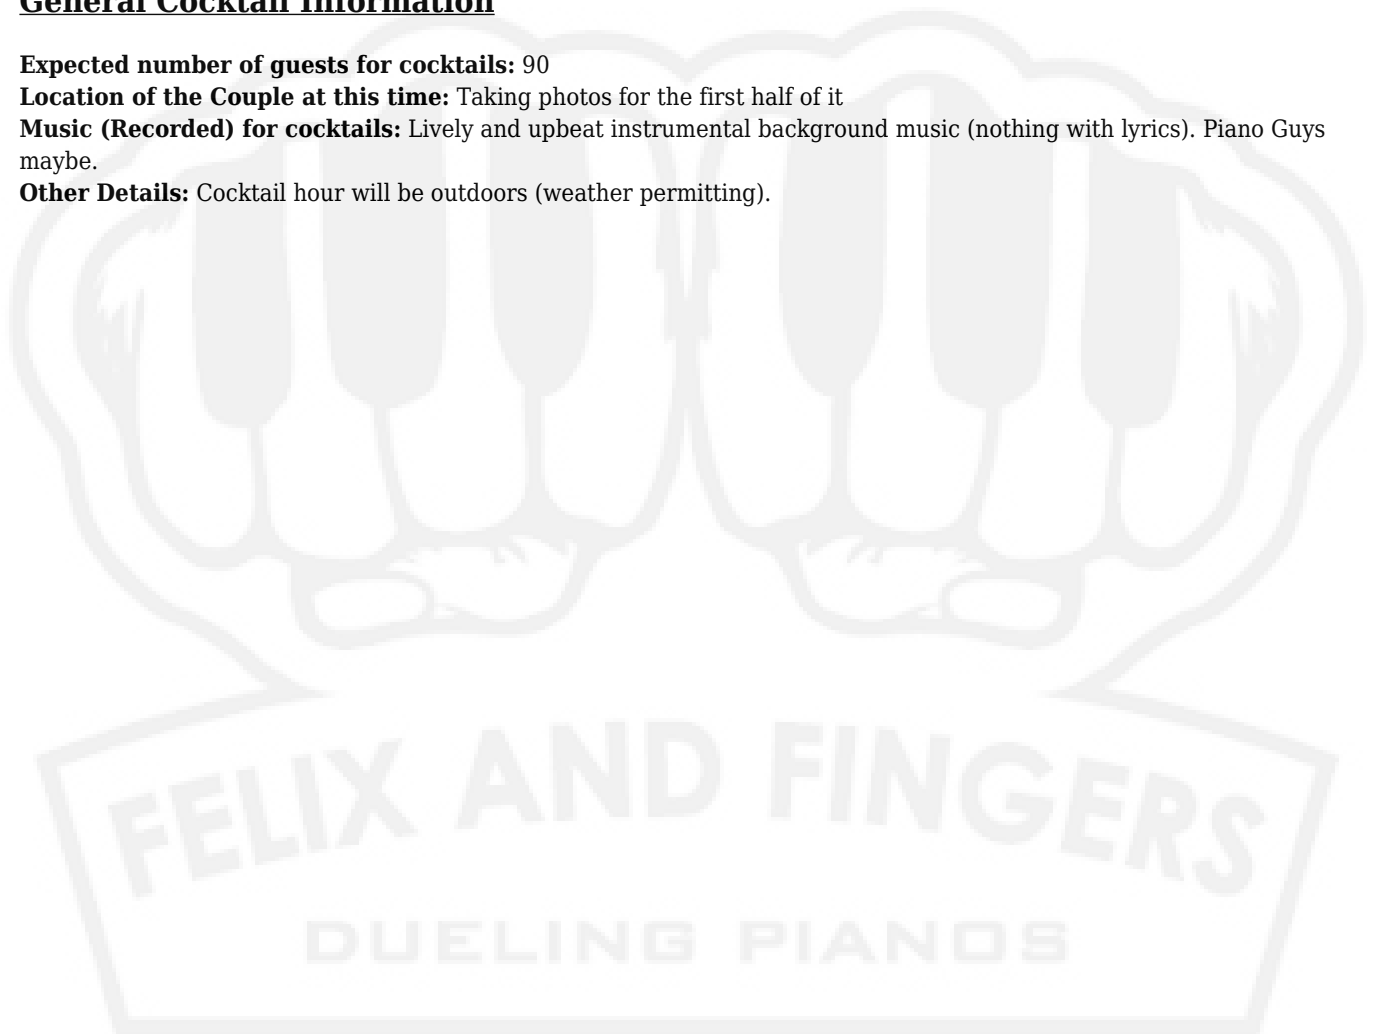 General Cocktail Information
Expected number of guests for cocktails: 90
Location of the Couple at this time: Taking photos for the first half of it
Music (Recorded) for cocktails: Lively and upbeat instrumental background music (nothing with lyrics). Piano Guys
maybe.
Other Details: Cocktail hour will be outdoors (weather permitting).
FELIX AND FINGERS
DUELING PIANOS